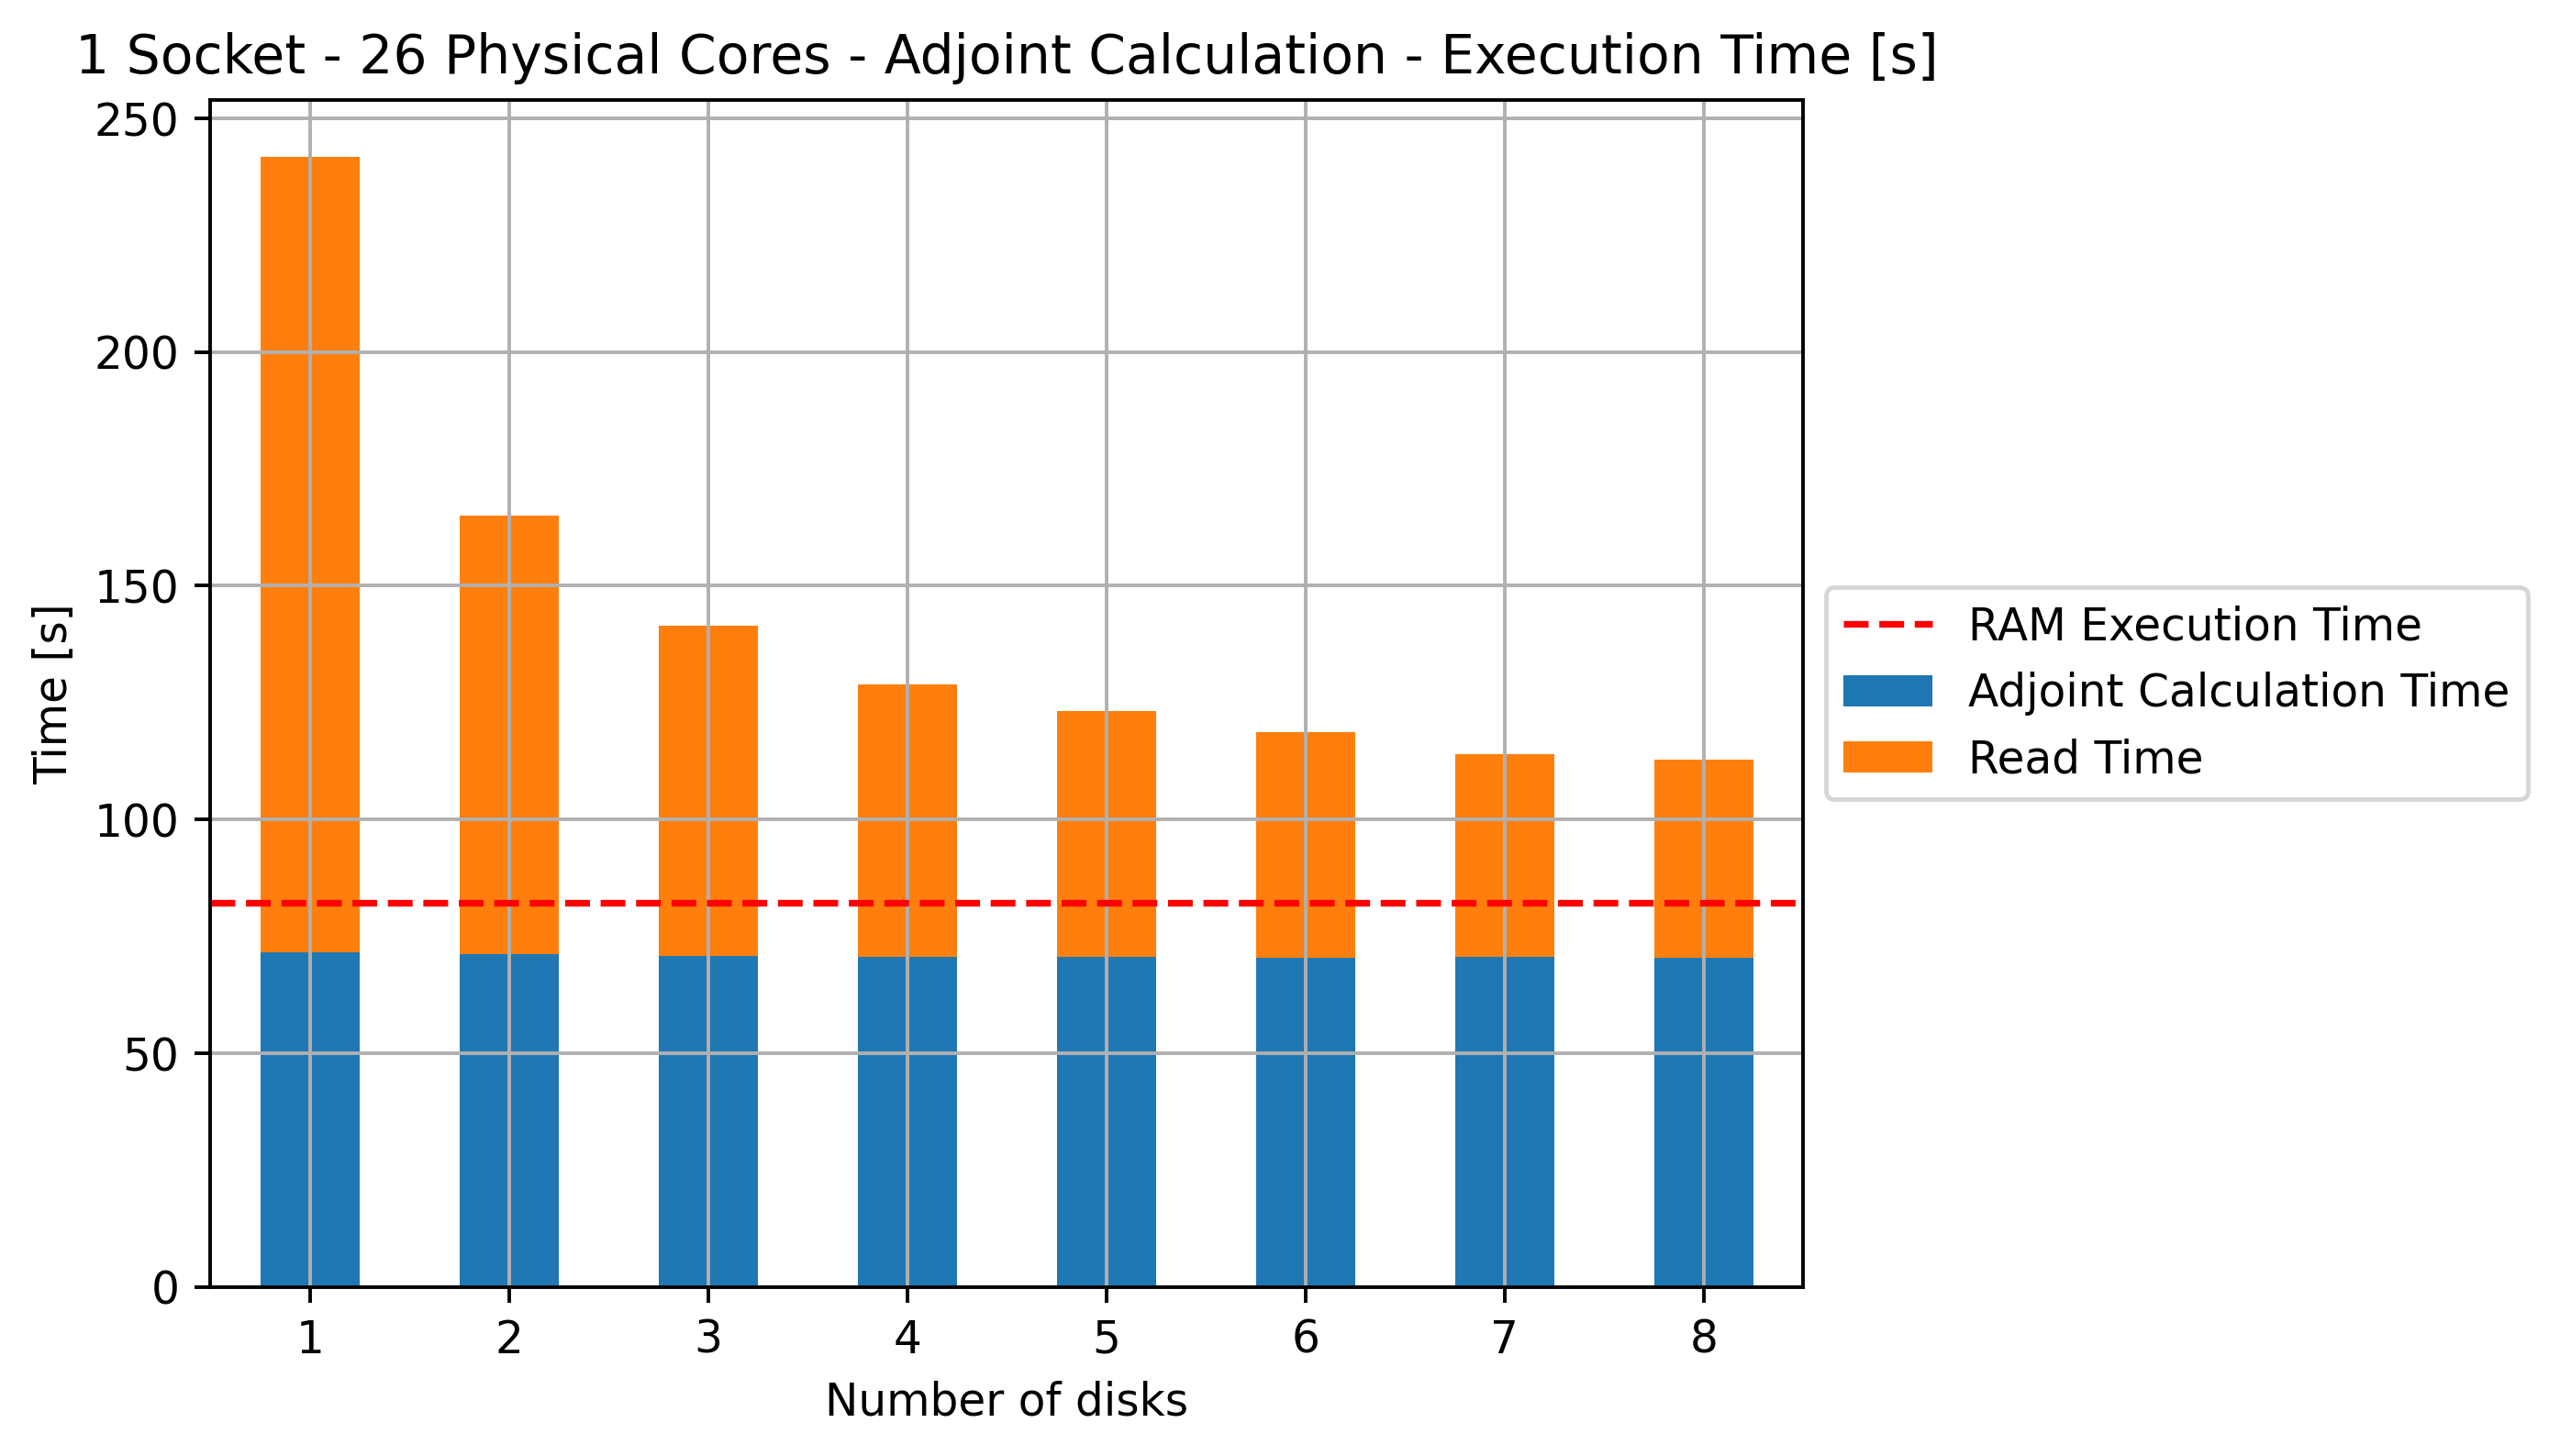 1 Socket - 26 Physical Cores - Adjoint Calculation - Execution Time [s]
250
200
150
100
50
0
Time [s]
1 2 3 4 5 6 7 8
Number of disks
RAM Execution Time
Adjoint Calculation Time
Read Time